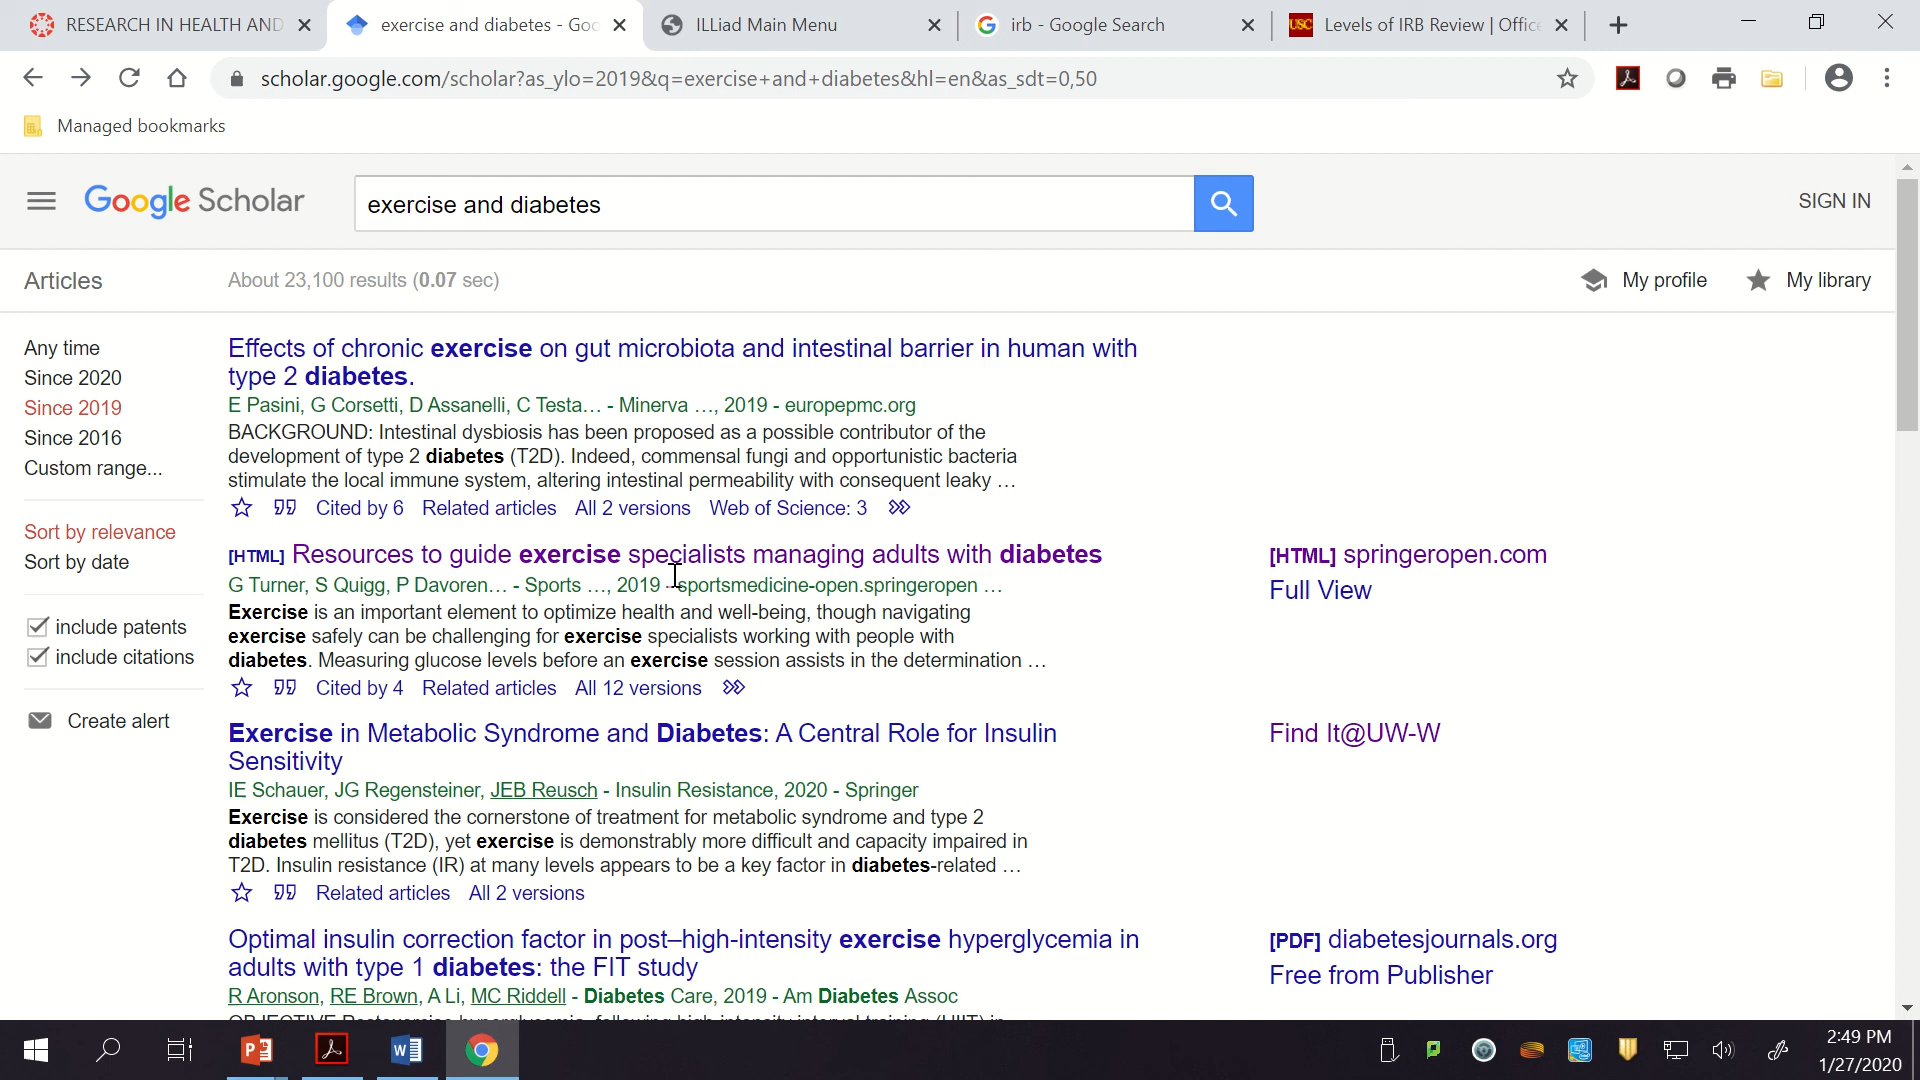 RESEARCH IN HEALTH AND
exercise and diabetes - Goo
ILLiad Main Menu
irb - Google Search
USC
Levels of IRB Review | Office
scholar.google.com/scholar?as_ylo=2019&q=exercise+and+diabetes&hl=en&as_sdt=0,50
Managed bookmarks
Google Scholar
exercise and diabetes
SIGN IN
Articles
About 23,100 results (0.07 sec)
My profile
My library
Any time
Since 2020
Since 2019
Since 2016
Custom range...
Sort by relevance
Sort by date
include patents
include citations
Create alert
Effects of chronic exercise on gut microbiota and intestinal barrier in human with
type 2 diabetes.
E Pasini, G Corsetti, D Assanelli, C Testa… - Minerva …, 2019 - europepmc.org
BACKGROUND: Intestinal dysbiosis has been proposed as a possible contributor of the
development of type 2 diabetes (T2D). Indeed, commensal fungi and opportunistic bacteria
stimulate the local immune system, altering intestinal permeability with consequent leaky …
Cited by 6 Related articles All 2 versions Web of Science: 3
[HTML] Resources to guide exercise specialists managing adults with diabetes
G Turner, S Quigg, P Davoren… - Sports …, 2019 - sportsmedicine-open.springeropen …
Exercise is an important element to optimize health and well-being, though navigating
exercise safely can be challenging for exercise specialists working with people with
diabetes. Measuring glucose levels before an exercise session assists in the determination …
Cited by 4 Related articles All 12 versions
[HTML] springeropen.com
Full View
Exercise in Metabolic Syndrome and Diabetes: A Central Role for Insulin
Sensitivity
IE Schauer, JG Regensteiner, JEB Reusch - Insulin Resistance, 2020 - Springer
Exercise is considered the cornerstone of treatment for metabolic syndrome and type 2
diabetes mellitus (T2D), yet exercise is demonstrably more difficult and capacity impaired in
T2D. Insulin resistance (IR) at many levels appears to be a key factor in diabetes-related …
Related articles All 2 versions
Find It@UW-W
Optimal insulin correction factor in post–high-intensity exercise hyperglycemia in
adults with type 1 diabetes: the FIT study
R Aronson, RE Brown, A Li, MC Riddell - Diabetes Care, 2019 - Am Diabetes Assoc
[PDF] diabetesjournals.org
Free from Publisher
2:49 PM
1/27/2020